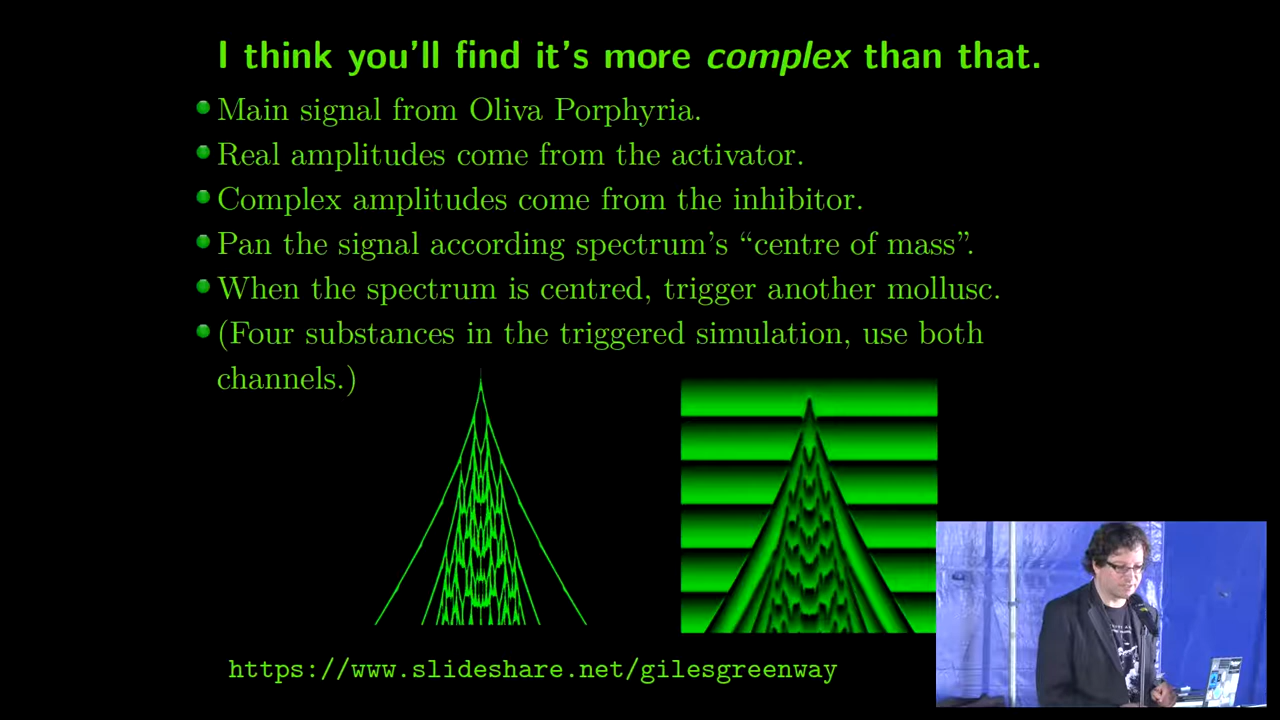 I think you'll find it's more complex than that.
Main signal from Oliva Porphyria.
Real amplitudes come from the activator.
Complex amplitudes come from the inhibitor.
Pan the signal according spectrum's “centre of mass”.
When the spectrum is centred, trigger another mollusc.
(Four substances in the triggered simulation, use both
channels.)
https://www.slideshare.net/gilesgreenway